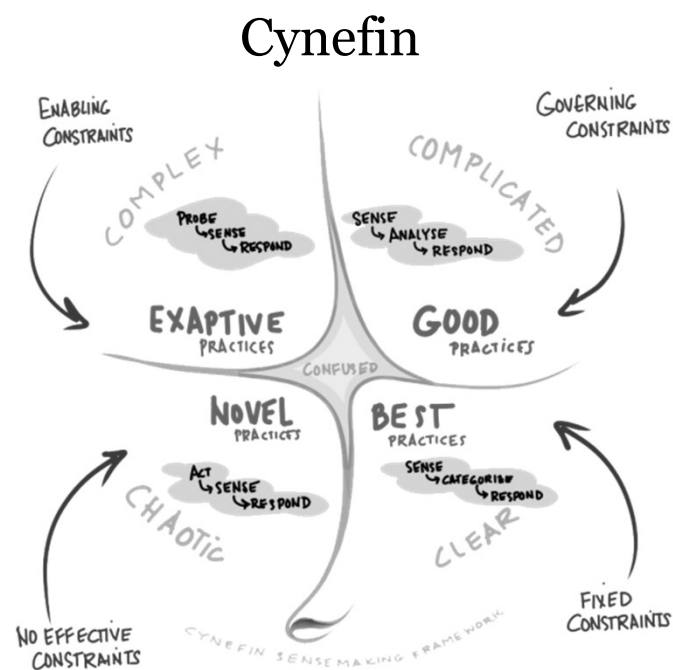 Cynefin
ENABLING
CONSTRAINTS
GOVERNING
CONSTRAINTS
COMPLEX
COMPLICATED
PROBE
SENSE
RESPOND
SENSE
ANALYSE
RESPOND
EXAPTIVE
PRACTICES
GOOD
PRACTICES
CONFUSED
NOVEL
PRACTICES
BEST
PRACTICES
ACT
SENSE
RESPOND
SENSE
CATEGORISE
RESPOND
CHAOTIC
CLEAR
NO EFFECTIVE
CONSTRAINTS
FIXED
CONSTRAINTS
CYNEFIN SENSEMAKING FRAMEWORK